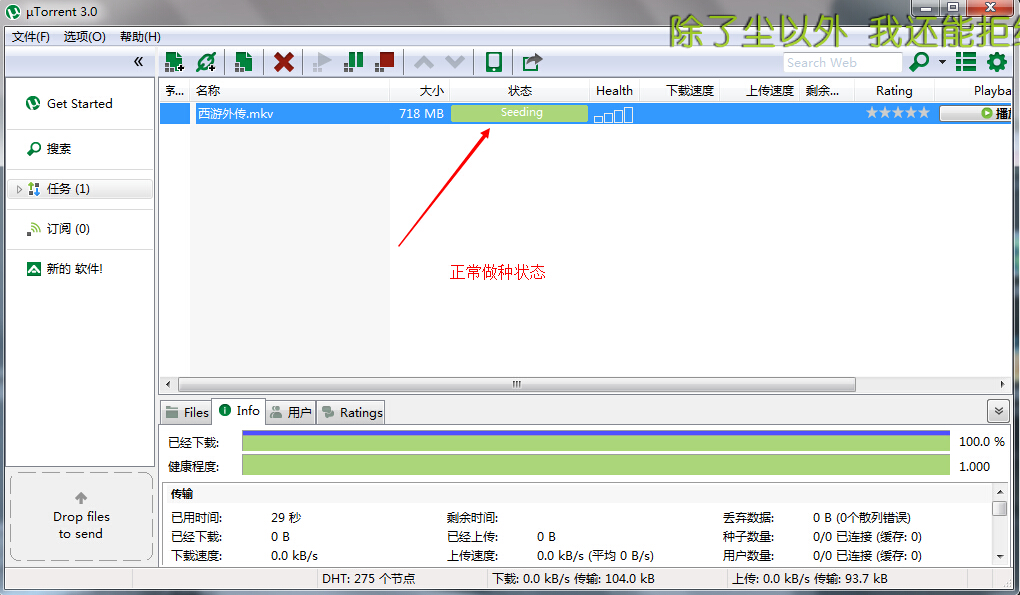 µTorrent 3.0
除了尘以外 我还能拒绝
文件(F) 选项(O) 帮助(H)
Search Web
Get Started
搜索
任务 (1)
订阅 (0)
新的 软件!
Drop files
to send
名称 大小 状态 Health 下载速度 上传速度 剩余... Rating Playba
西游外传.mkv 718 MB Seeding 播放
正常做种状态
Files Info 用户 Ratings
已经下载: 100.0 %
健康程度: 1.000
传输
已用时间: 29 秒 剩余时间: 丢弃数据: 0 B (0个散列错误)
已经下载: 0 B 已经上传: 0 B 种子数量: 0/0 已连接 (缓存: 0)
下载速度: 0.0 kB/s 上传速度: 0.0 kB/s (平均 0 B/s) 用户数量: 0/0 已连接 (缓存: 0)
DHT: 275 个节点 下载: 0.0 kB/s 传输: 104.0 kB 上传: 0.0 kB/s 传输: 93.7 kB